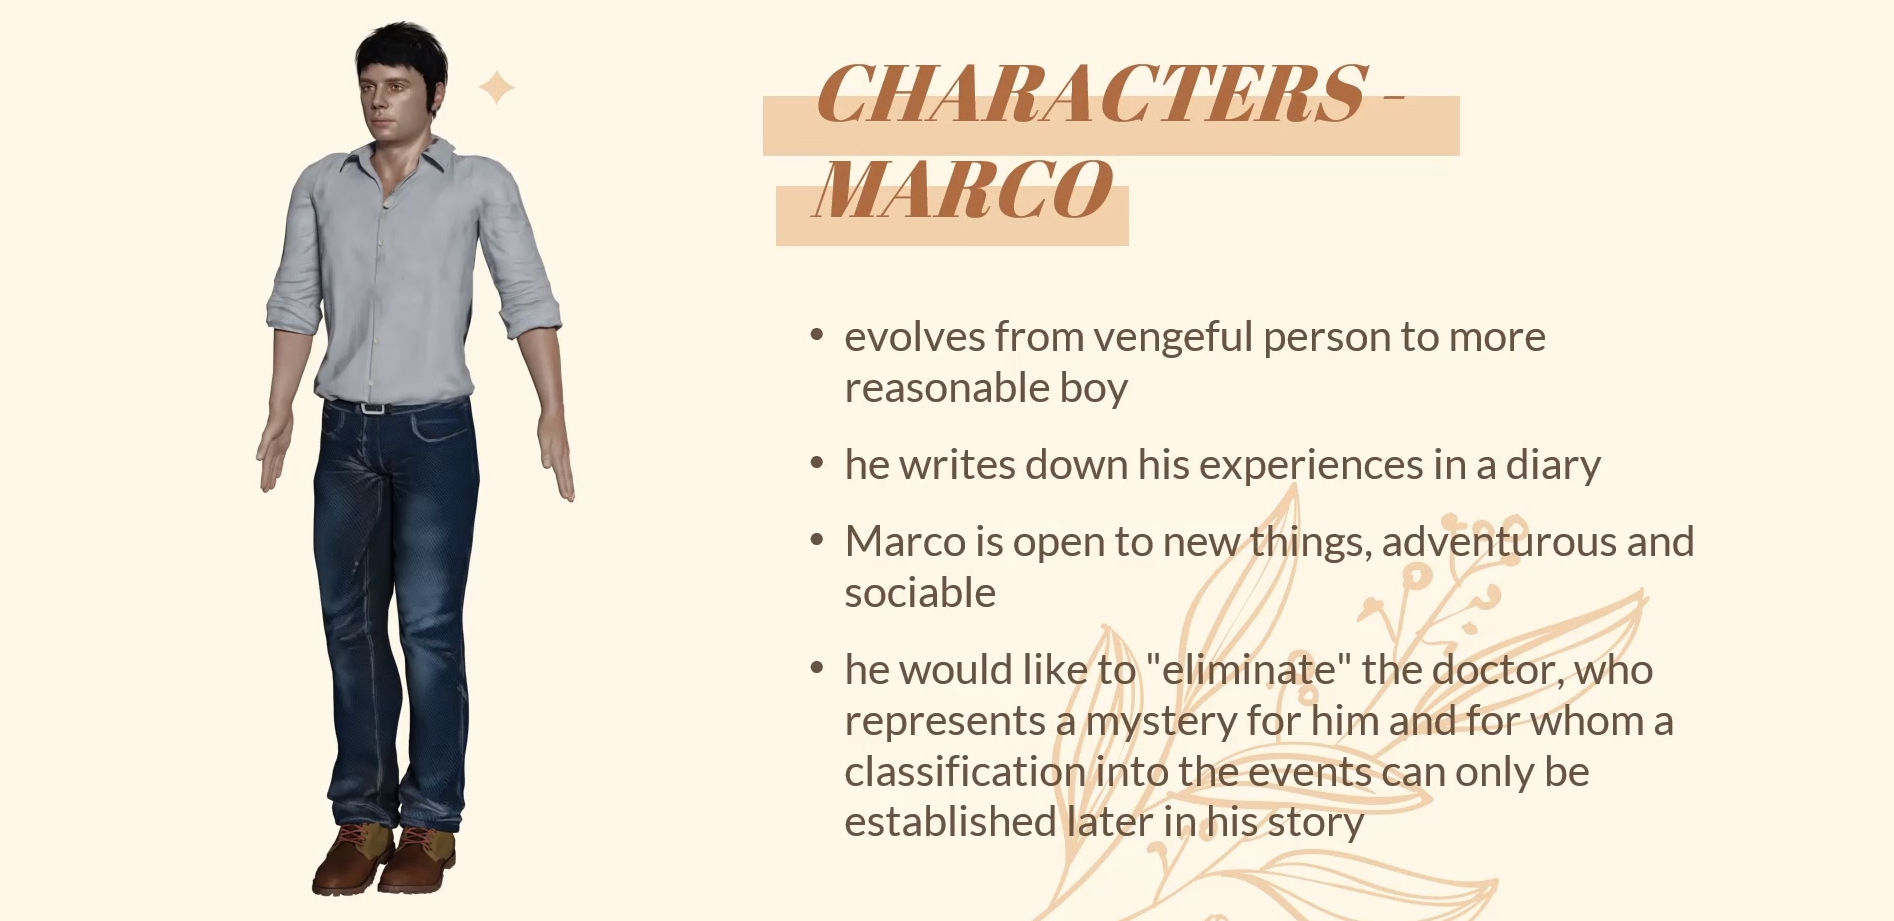 CHARACTERS -
MARCO
• evolves from vengeful person to more
reasonable boy
• he writes down his experiences in a diary
• Marco is open to new things, adventurous and
sociable
• he would like to "eliminate" the doctor, who
represents a mystery for him and for whom a
classification into the events can only be
established later in his story